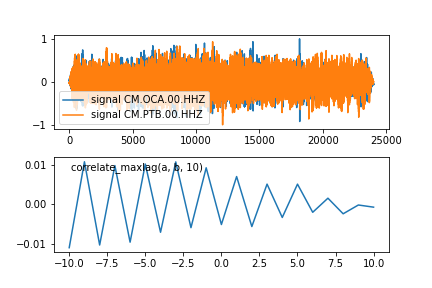 1
0
−1
signal CM.OCA.00.HHZ
signal CM.PTB.00.HHZ
0 5000 10000 15000 20000 25000
0.01
0.00
−0.01
correlate_maxlag(a, b, 10)
−10.0 −7.5 −5.0 −2.5 0.0 2.5 5.0 7.5 10.0